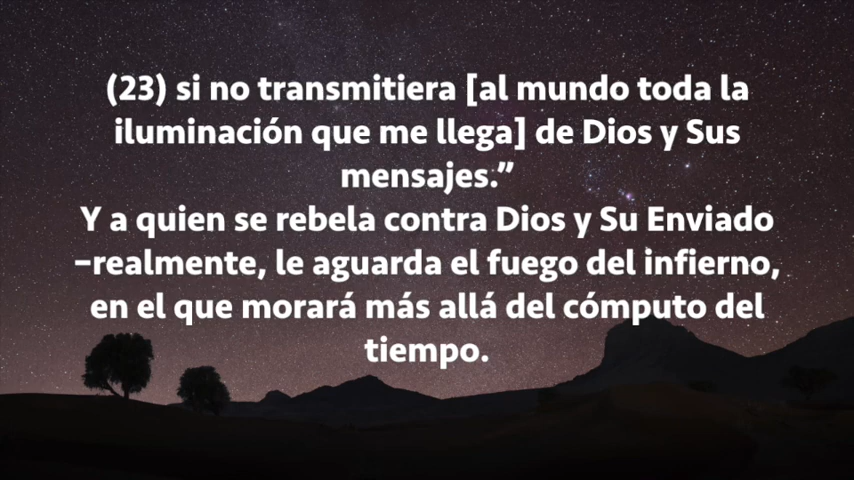 (23) si no transmitiera [al mundo toda la
iluminación que me llega] de Dios y Sus
mensajes.”
Y a quien se rebela contra Dios y Su Enviado
–realmente, le aguarda el fuego del infierno,
en el que morará más allá del cómputo del
tiempo.